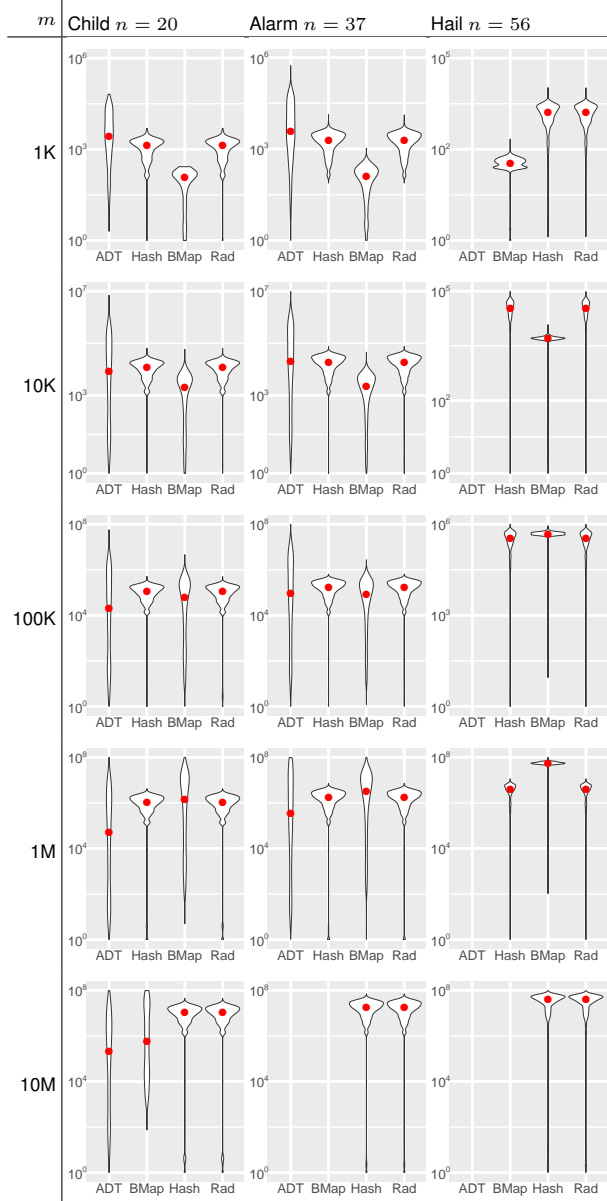 m Child n = 20 Alarm n = 37 Hail n = 56
10^6 10^6 10^5
1K 10^3 10^3 10^2
10^0 10^0 10^0
ADT Hash BMap Rad ADT Hash BMap Rad ADT BMap Hash Rad
10^7 10^7 10^5
10K 10^3 10^3 10^2
10^0 10^0 10^0
ADT Hash BMap Rad ADT Hash BMap Rad ADT Hash BMap Rad
10^8 10^8 10^6
100K 10^4 10^4 10^3
10^0 10^0 10^0
ADT Hash BMap Rad ADT Hash BMap Rad ADT Hash BMap Rad
10^8 10^8 10^8
1M 10^4 10^4 10^4
10^0 10^0 10^0
ADT Hash BMap Rad ADT Hash BMap Rad ADT Hash BMap Rad
10^8 10^8 10^8
10M 10^4 10^4 10^4
10^0 10^0 10^0
ADT BMap Hash Rad ADT BMap Hash Rad ADT BMap Hash Rad